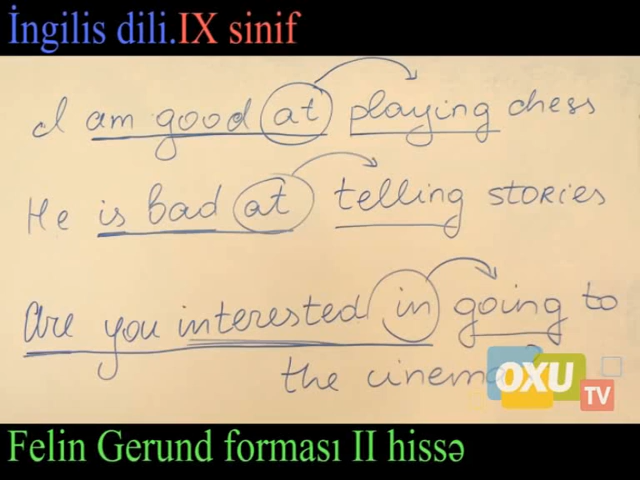 İngilis dili.IX sinif
I am good at playing chess
He is bad at telling stories
Are you interested in going to
the cinema?
OXU
TV
Felin Gerund forması II hissə